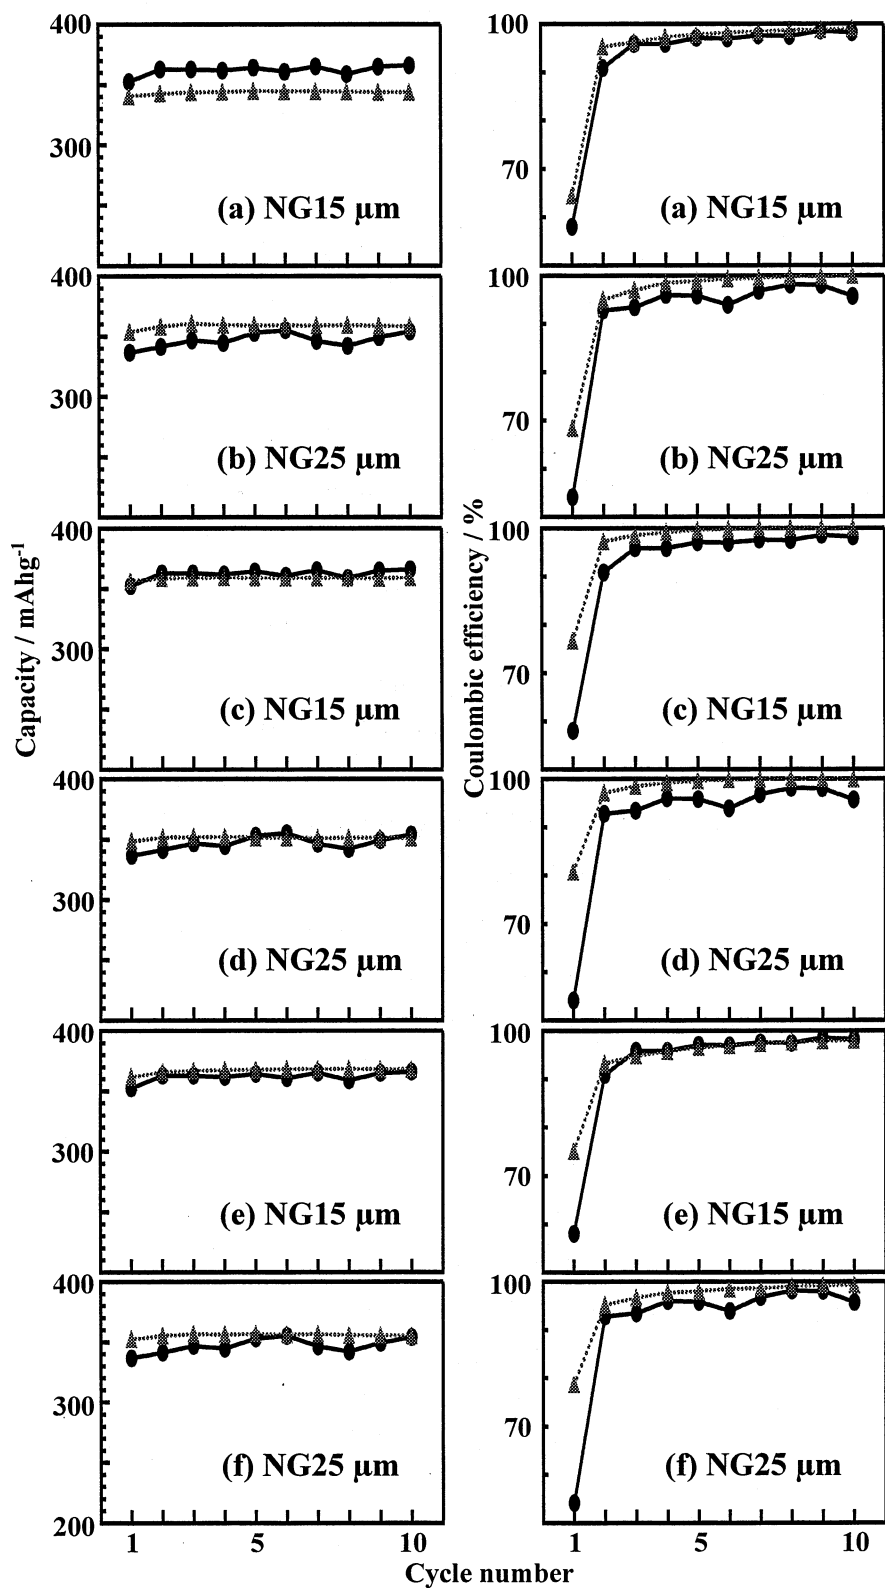 400
300
(a) NG15 μm
100
70
(a) NG15 μm
400
300
(b) NG25 μm
100
70
(b) NG25 μm
400
300
(c) NG15 μm
100
70
(c) NG15 μm
400
300
(d) NG25 μm
100
70
(d) NG25 μm
400
300
(e) NG15 μm
100
70
(e) NG15 μm
400
300
200
(f) NG25 μm
100
70
(f) NG25 μm
1 5 10
1 5 10
Capacity / mAhg-1
Coulombic efficiency / %
Cycle number